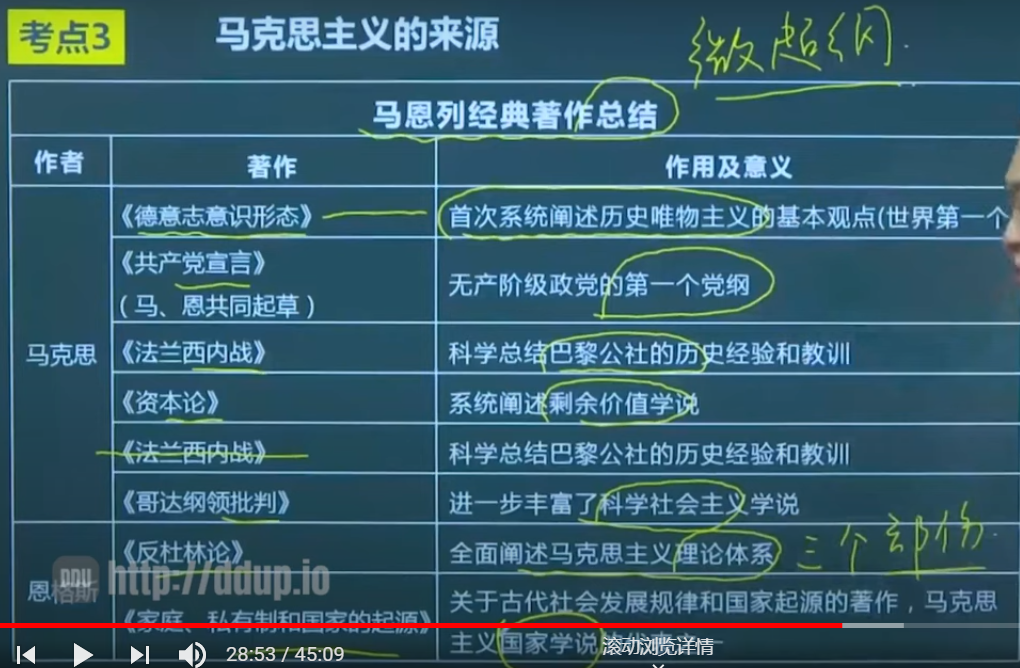 考点3
马克思主义的来源
微超纲
马恩列经典著作总结
作者 著作 作用及意义
马克思
《德意志意识形态》 首次系统阐述历史唯物主义的基本观点(世界第一个
《共产党宣言》
（马、恩共同起草） 无产阶级政党的第一个党纲
《法兰西内战》 科学总结巴黎公社的历史经验和教训
《资本论》 系统阐述剩余价值学说
《法兰西内战》 科学总结巴黎公社的历史经验和教训
《哥达纲领批判》 进一步丰富了科学社会主义学说
恩格斯
《反杜林论》 全面阐述马克思主义理论体系 三个部份
DDU http://ddup.io
《家庭、私有制和国家的起源》 关于古代社会发展规律和国家起源的著作，马克思
主义国家学说
28:53 / 45:09
滚动浏览详情